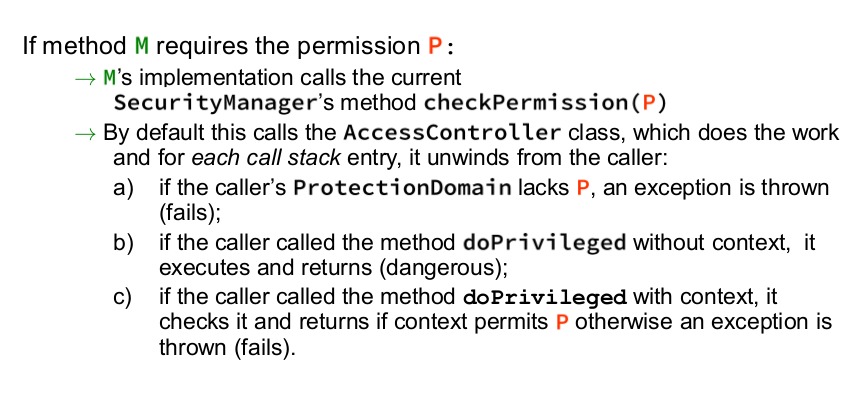 If method M requires the permission P:
→ M's implementation calls the current
SecurityManager's method checkPermission(P)
→ By default this calls the AccessController class, which does the work
and for each call stack entry, it unwinds from the caller:
a) if the caller's ProtectionDomain lacks P, an exception is thrown
(fails);
b) if the caller called the method doPrivileged without context, it
executes and returns (dangerous);
c) if the caller called the method doPrivileged with context, it
checks it and returns if context permits P otherwise an exception is
thrown (fails).